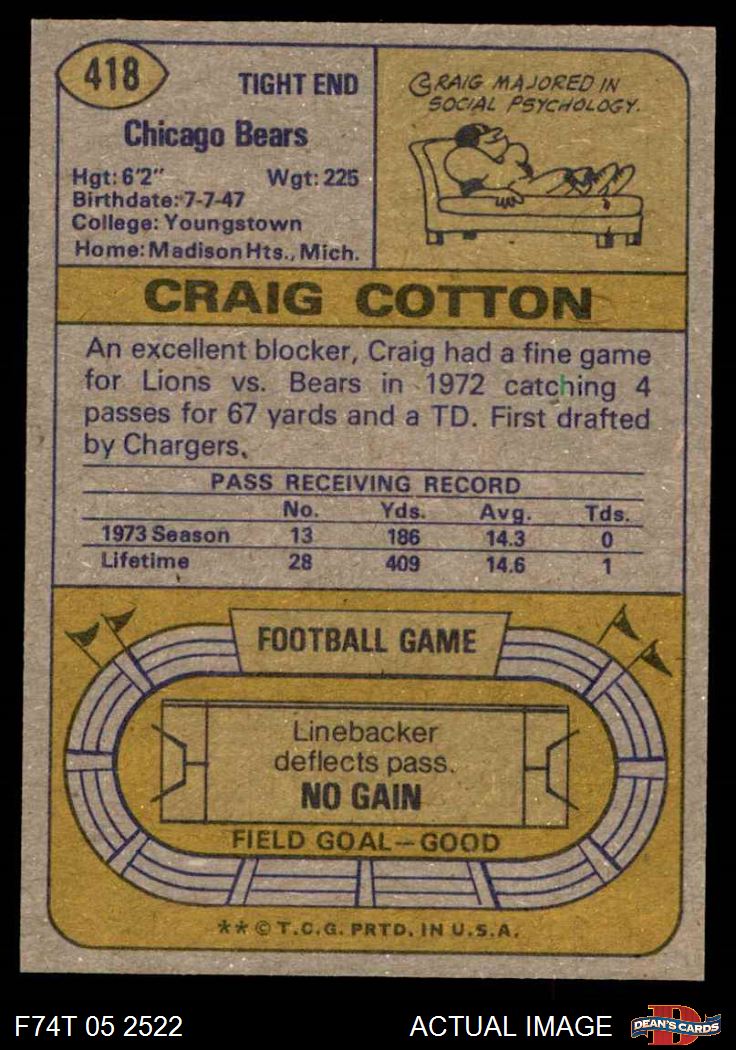 418
TIGHT END
Chicago Bears
Hgt: 6'2" Wgt: 225
Birthdate: 7-7-47
College: Youngstown
Home: Madison Hts., Mich.
CRAIG MAJORED IN
SOCIAL PSYCHOLOGY.
CRAIG COTTON
An excellent blocker, Craig had a fine game
for Lions vs. Bears in 1972 catching 4
passes for 67 yards and a TD. First drafted
by Chargers.
PASS RECEIVING RECORD
No. Yds. Avg. Tds.
1973 Season 13 186 14.3 0
Lifetime 28 409 14.6 1
FOOTBALL GAME
Linebacker
deflects pass.
NO GAIN
FIELD GOAL—GOOD
** © T.C.G. PRTD. IN U.S.A.
F74T 05 2522 ACTUAL IMAGE DEAN'S CARDS